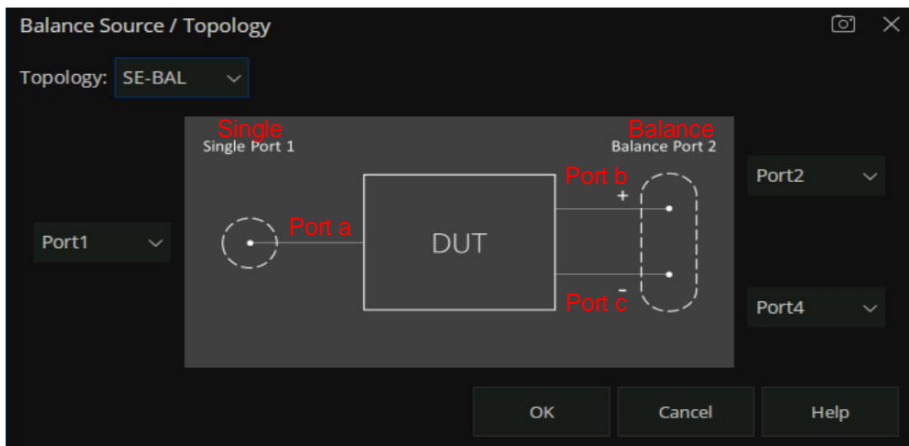 Balance Source / Topology
Topology: SE-BAL
Single
Single Port 1
Balance
Balance Port 2
Port b
+
Port2
Port1
Port a
DUT
-
Port c
Port4
OK
Cancel
Help